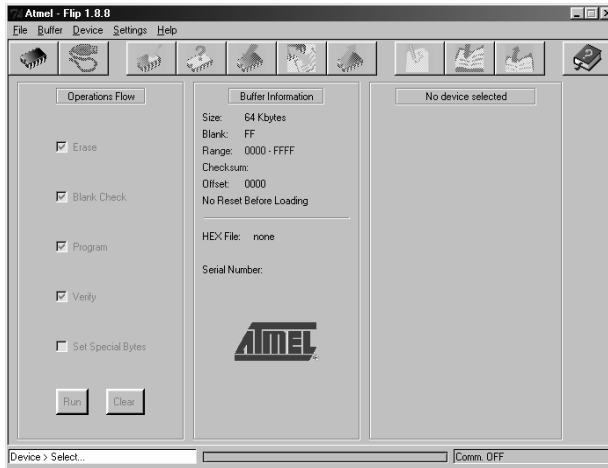 Atmel - Flip 1.8.8
File Buffer Device Settings Help
Operations Flow
Erase
Blank Check
Program
Verify
Set Special Bytes
Run Clear
Buffer Information
Size: 64 Kbytes
Blank: FF
Range: 0000 - FFFF
Checksum:
Offset: 0000
No Reset Before Loading
HEX File: none
Serial Number:
ATMEL
No device selected
Device > Select...
Comm. OFF